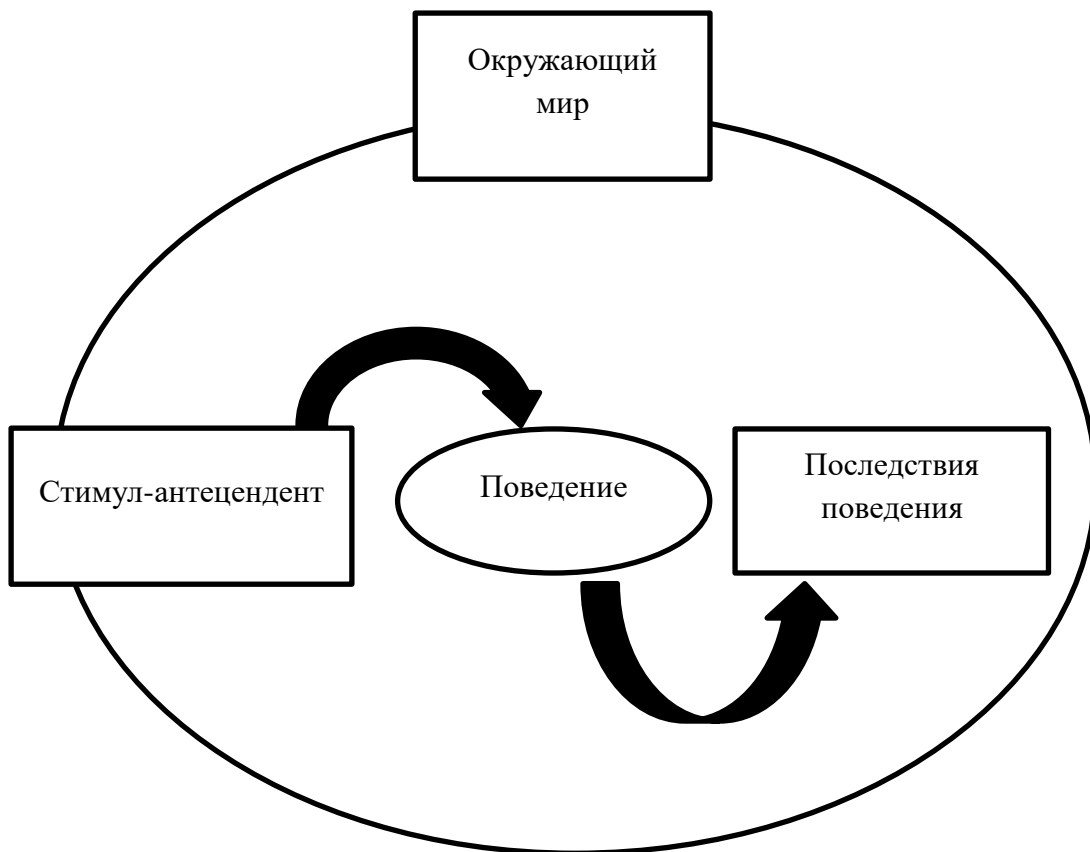 Окружающий
мир
Стимул-антецендент
Поведение
Последствия
поведения